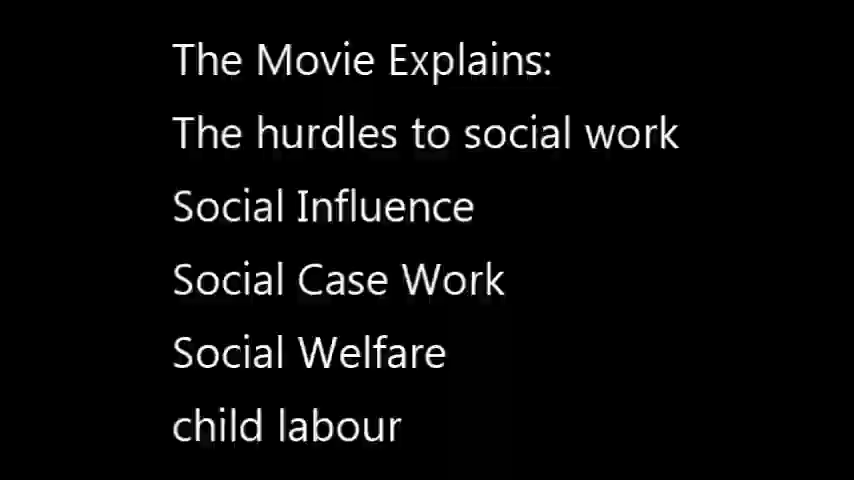 The Movie Explains:
The hurdles to social work
Social Influence
Social Case Work
Social Welfare
child labour